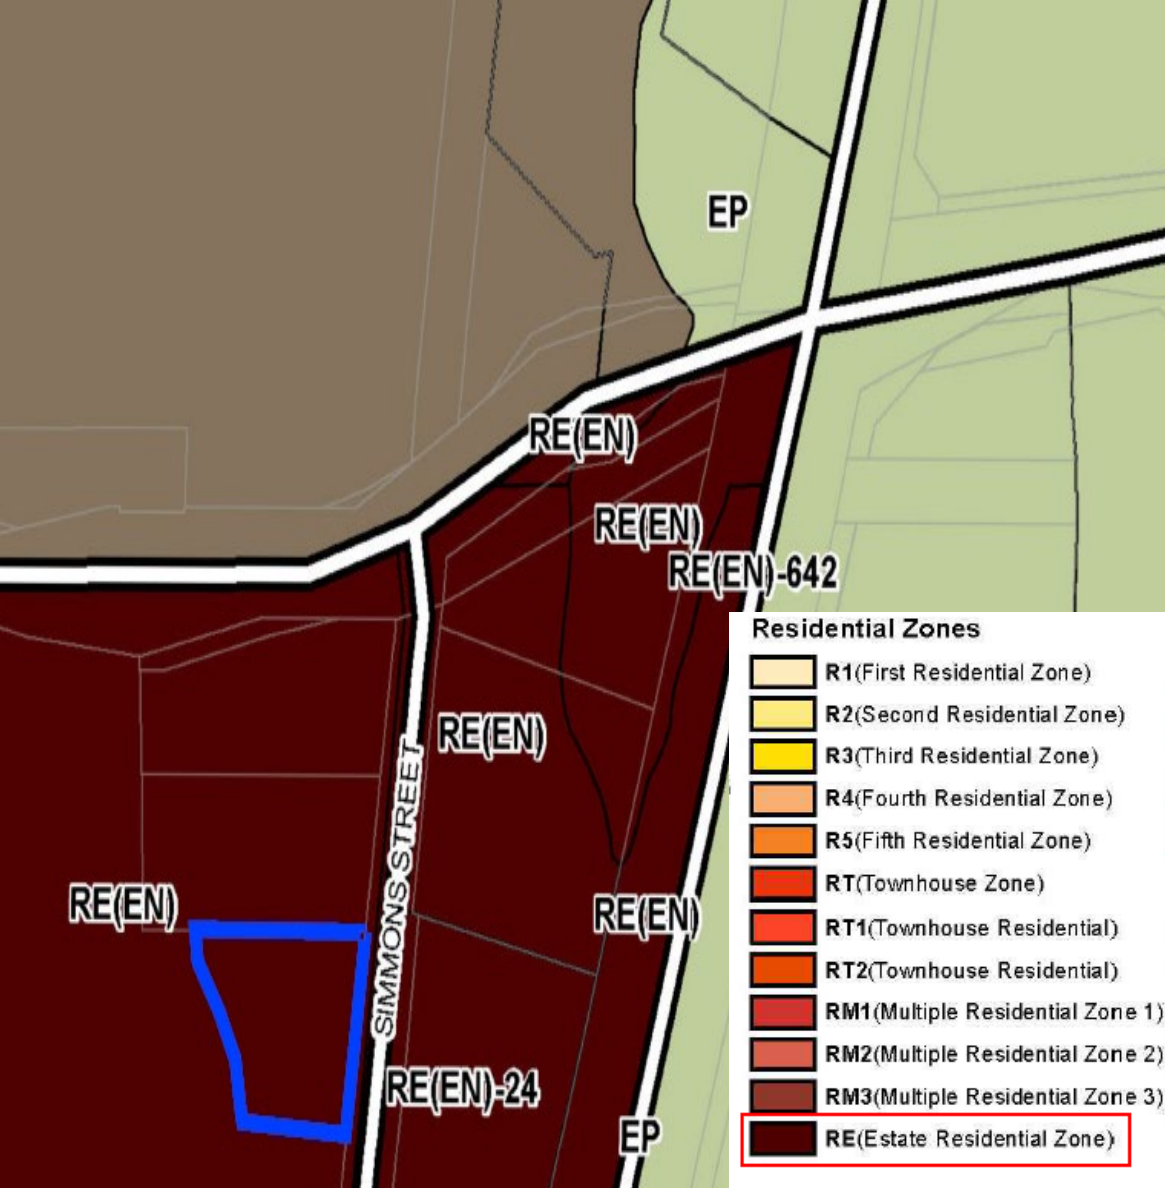 EP
RE(EN)
RE(EN)
RE(EN)-642
RE(EN)
SIMMONS STREET
RE(EN)
RE(EN)
RE(EN)-24
EP
Residential Zones
R1(First Residential Zone)
R2(Second Residential Zone)
R3(Third Residential Zone)
R4(Fourth Residential Zone)
R5(Fifth Residential Zone)
RT(Townhouse Zone)
RT1(Townhouse Residential)
RT2(Townhouse Residential)
RM1(Multiple Residential Zone 1)
RM2(Multiple Residential Zone 2)
RM3(Multiple Residential Zone 3)
RE(Estate Residential Zone)